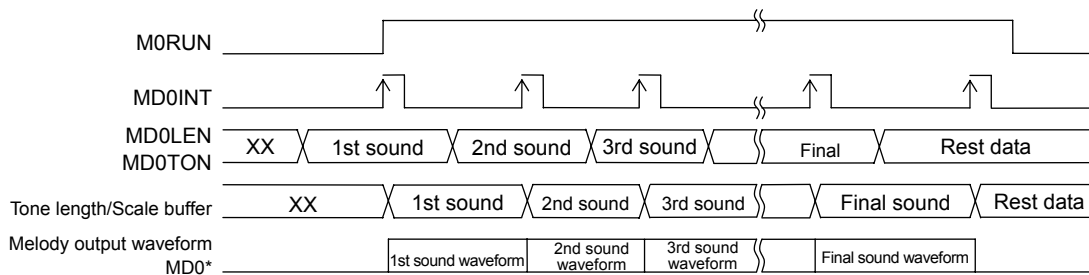 M0RUN
MD0INT
MD0LEN
MD0TON
XX 1st sound 2nd sound 3rd sound Final Rest data
Tone length/Scale buffer XX 1st sound 2nd sound 3rd sound Final sound Rest data
Melody output waveform
MD0*
1st sound waveform 2nd sound waveform 3rd sound waveform Final sound waveform